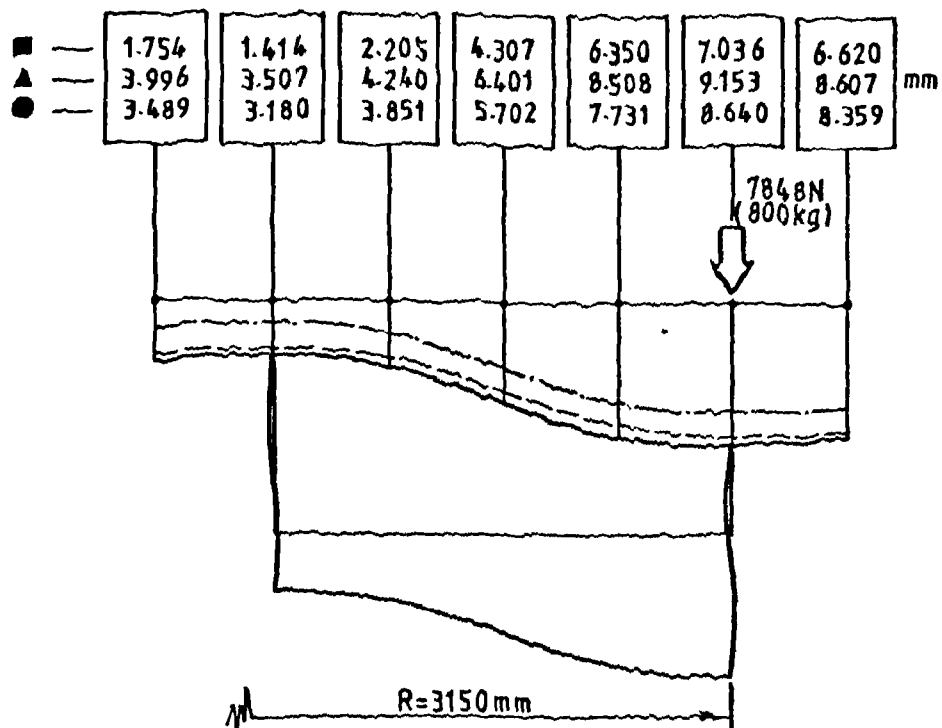 ■ — 1.754 1.414 2.205 4.307 6.350 7.036 6.620
▲ — 3.996 3.507 4.240 6.401 8.508 9.153 8.607 mm
● — 3.489 3.180 3.851 5.702 7.731 8.640 8.359
7848N
(800kg)
R=3150mm